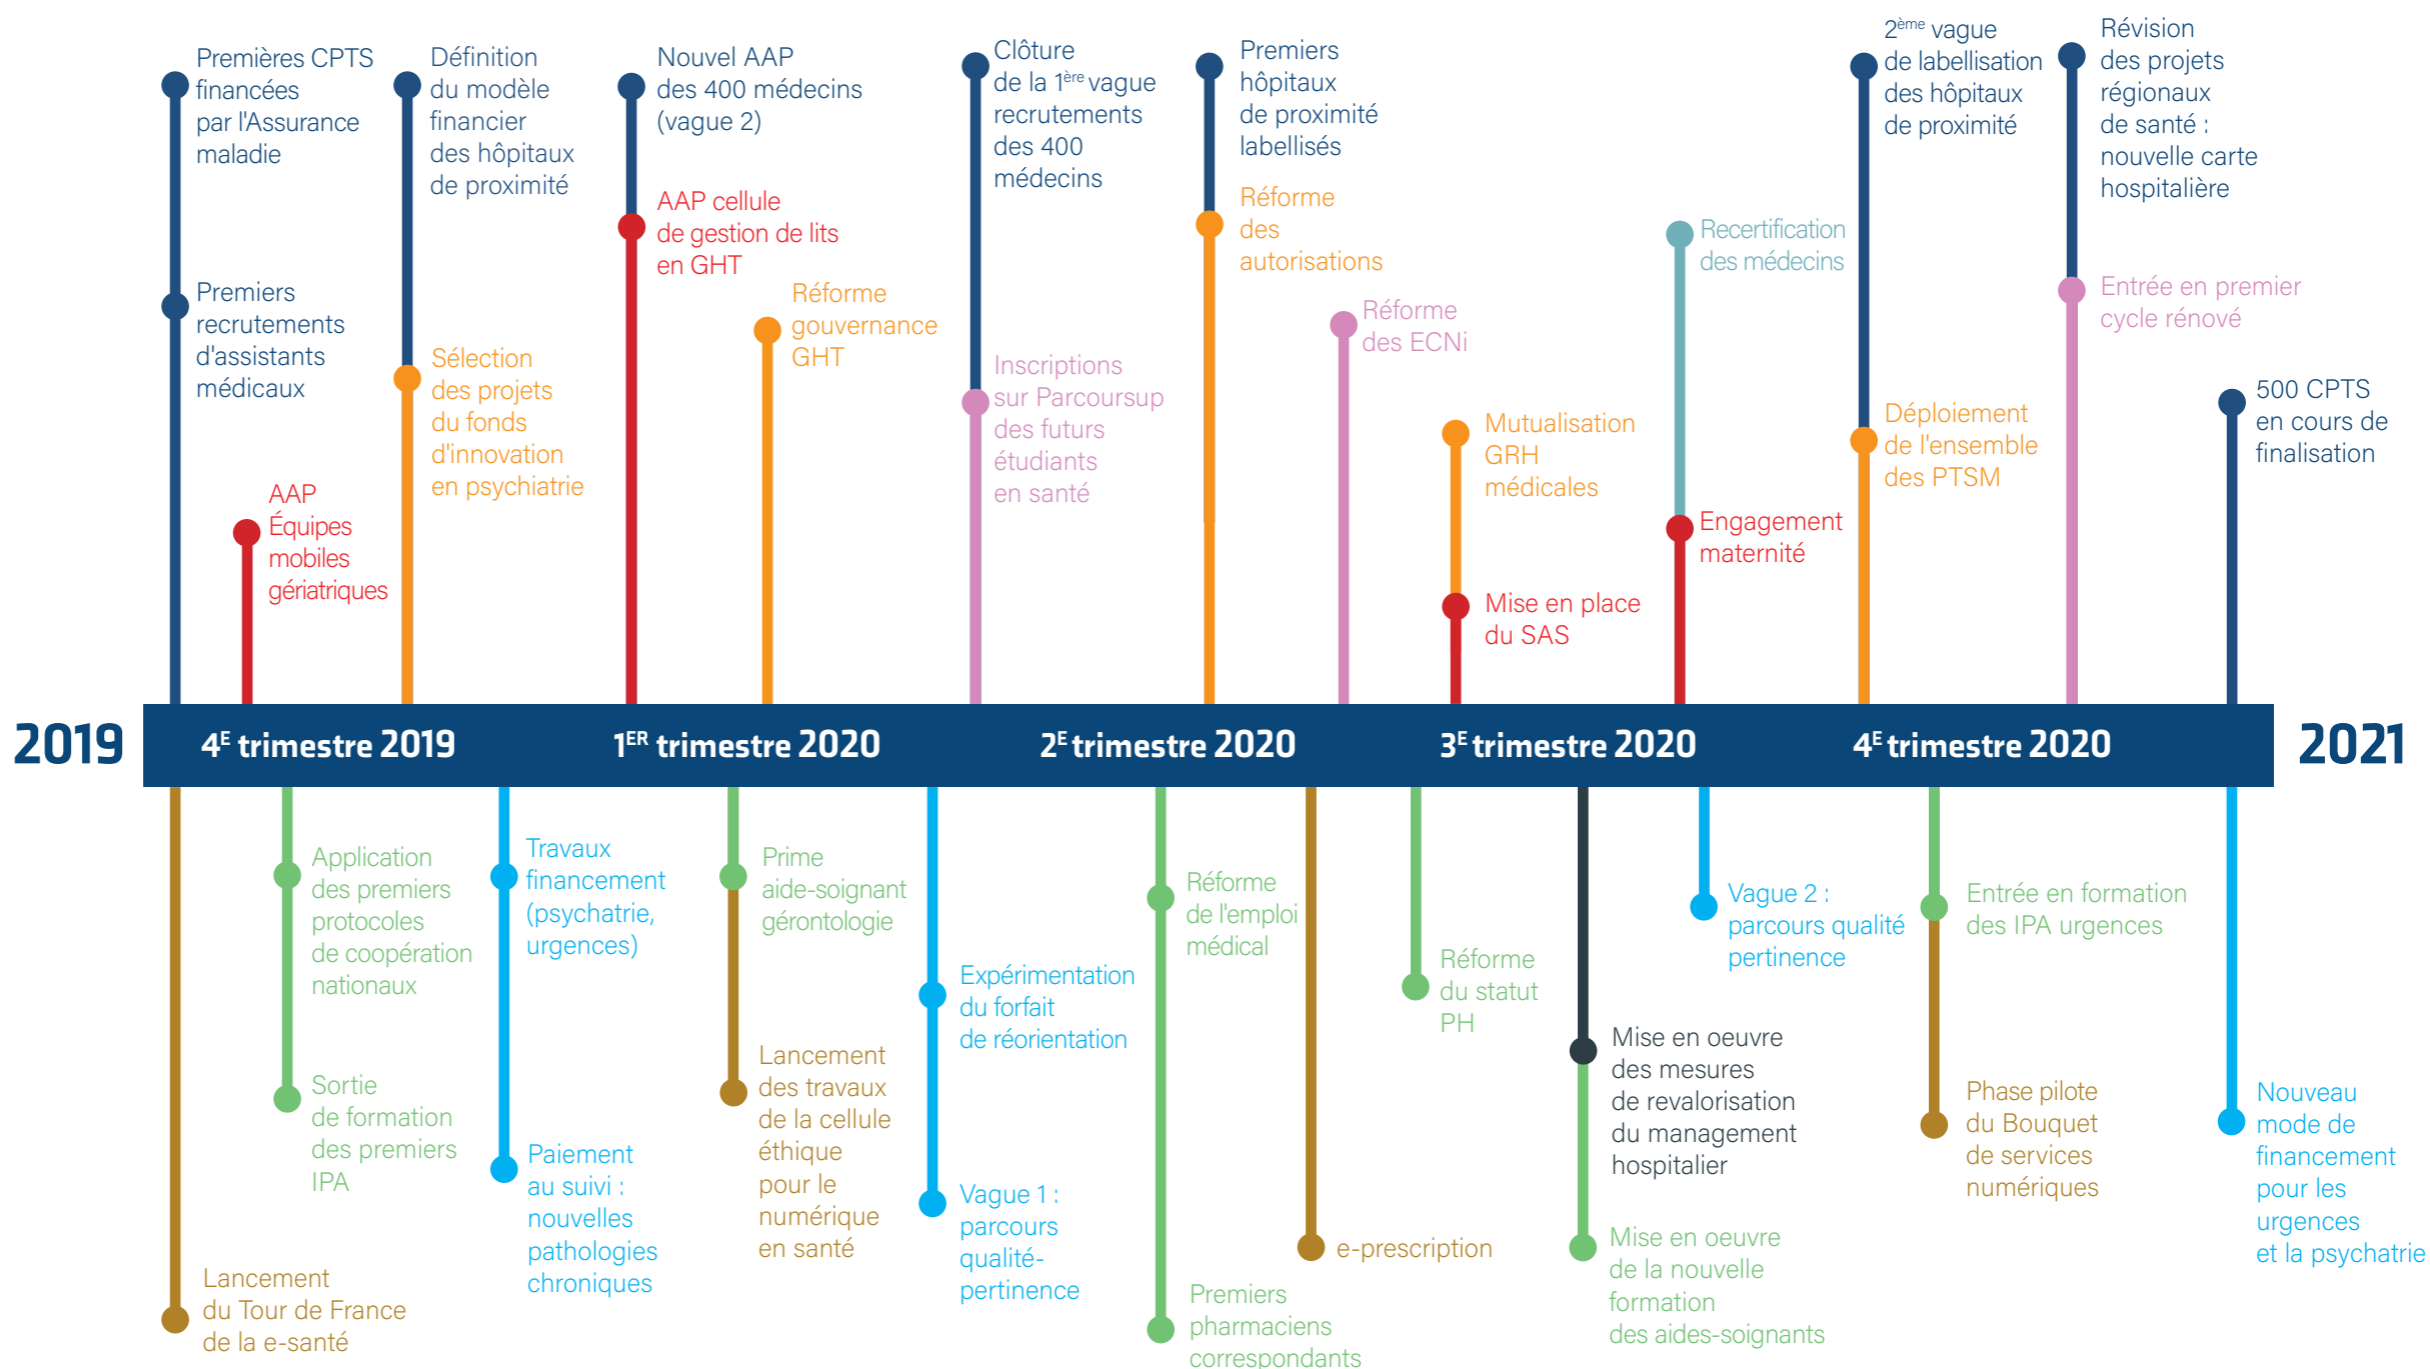 Premières CPTS
financées
par l'Assurance
maladie
Premiers
recrutements
d'assistants
médicaux
AAP
Équipes
mobiles
gériatriques
Définition
du modèle
financier
des hôpitaux
de proximité
Sélection
des projets
du fonds
d'innovation
en psychiatrie
Nouvel AAP
des 400 médecins
(vague 2)
AAP cellule
de gestion de lits
en GHT
Réforme
gouvernance
GHT
Clôture
de la 1ère vague
recrutements
des 400
médecins
Inscriptions
sur Parcoursup
des futurs
étudiants
en santé
Premiers
hôpitaux
de proximité
labellisés
Réforme
des
autorisations
Réforme
des ECNi
Mutualisation
GRH
médicales
Mise en place
du SAS
Recertification
des médecins
Engagement
maternité
2ème vague
de labellisation
des hôpitaux
de proximité
Déploiement
de l'ensemble
des PTSM
Révision
des projets
régionaux
de santé :
nouvelle carte
hospitalière
Entrée en premier
cycle rénové
500 CPTS
en cours de
finalisation
2019
4E trimestre 2019
1ER trimestre 2020
2E trimestre 2020
3E trimestre 2020
4E trimestre 2020
2021
Lancement
du Tour de France
de la e-santé
Application
des premiers
protocoles
de coopération
nationaux
Sortie
de formation
des premiers
IPA
Travaux
financement
(psychatrie,
urgences)
Paiement
au suivi :
nouvelles
pathologies
chroniques
Prime
aide-soignant
gérontologie
Lancement
des travaux
de la cellule
éthique
pour le
numérique
en santé
Expérimentation
du forfait
de réorientation
Vague 1 :
parcours
qualité-
pertinence
Réforme
de l'emploi
médical
Premiers
pharmaciens
correspondants
e-prescription
Réforme
du statut
PH
Mise en oeuvre
des mesures
de revalorisation
du management
hospitalier
Mise en oeuvre
de la nouvelle
formation
des aides-soignants
Vague 2 :
parcours qualité
pertinence
Entrée en formation
des IPA urgences
Phase pilote
du Bouquet
de services
numériques
Nouveau
mode de
financement
pour les
urgences
et la psychatrie